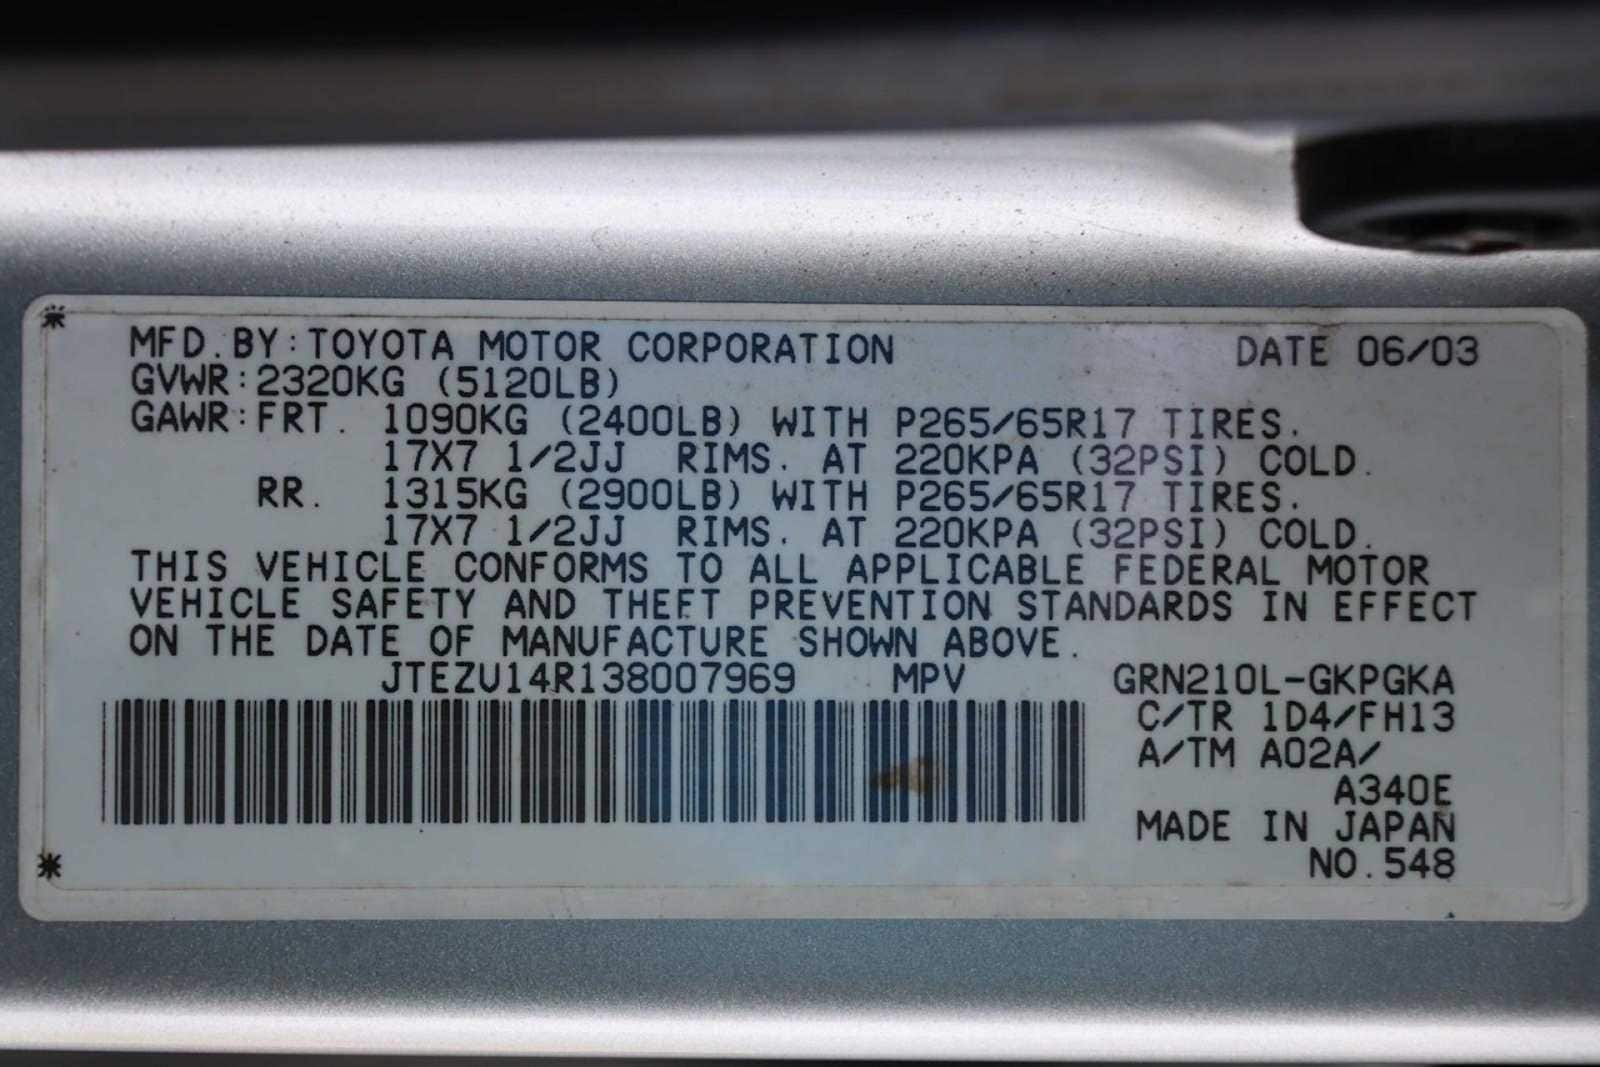 MFD.BY:TOYOTA MOTOR CORPORATION DATE 06/03
GVWR:2320KG (5120LB)
GAWR:FRT. 1090KG (2400LB) WITH P265/65R17 TIRES.
17X7 1/2JJ RIMS. AT 220KPA (32PSI) COLD.
RR. 1315KG (2900LB) WITH P265/65R17 TIRES.
17X7 1/2JJ RIMS. AT 220KPA (32PSI) COLD.
THIS VEHICLE CONFORMS TO ALL APPLICABLE FEDERAL MOTOR
VEHICLE SAFETY AND THEFT PREVENTION STANDARDS IN EFFECT
ON THE DATE OF MANUFACTURE SHOWN ABOVE.
JTEZU14R138007969 MPV GRN210L-GKPGKA
C/TR 1D4/FH13
A/TM A02A/
A340E
MADE IN JAPAN
NO.548